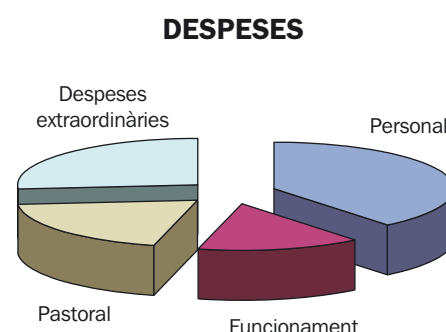 DESPESES
Despeses
extraordinàries
Personal
Pastoral
Funcionament